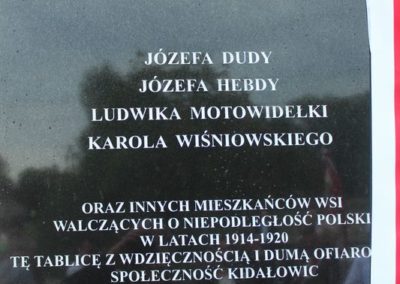 JÓZEFA DUDY
JÓZEFA HEBDY
LUDWIKA MOTOWIDEŁKI
KAROLA WIŚNIOWSKIEGO
ORAZ INNYCH MIESZKAŃCÓW WSI
WALCZĄCYCH O NIEPODLEGŁOŚĆ POLSKI
W LATACH 1914-1920
TĘ TABLICĘ Z WDZIĘCZNOŚCIĄ I DUMĄ OFIARO
SPOŁECZNOŚĆ KIDAŁOWIC